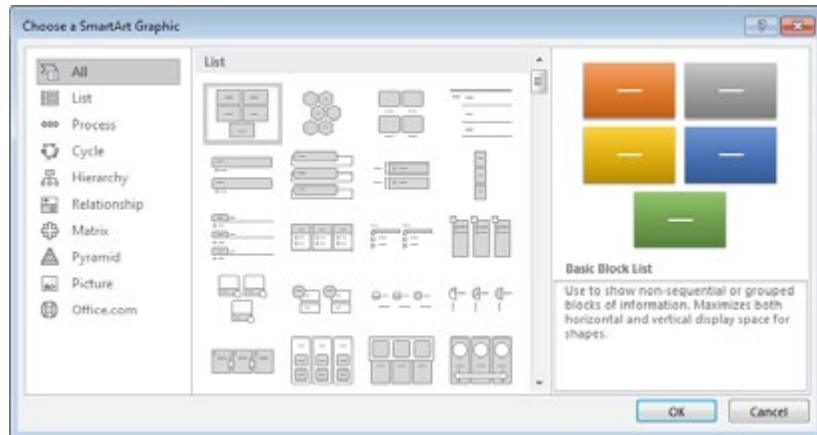 Choose a SmartArt Graphic
All
List
Process
Cycle
Hierarchy
Relationship
Matrix
Pyramid
Picture
Office.com
List
Basic Block List
Use to show non-sequential or grouped
blocks of information. Maximizes both
horizontal and vertical display space for
shapes.
OK
Cancel